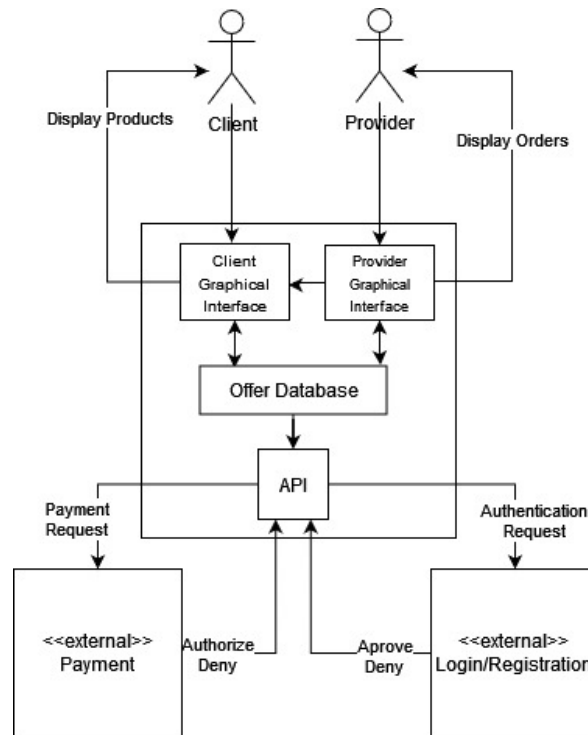 Display Products
Client
Provider
Display Orders
Client
Graphical
Interface
Provider
Graphical
Interface
Offer Database
API
Payment
Request
Authentication
Request
<<external>>
Payment
Authorize
Deny
Aprove
Deny
<<external>>
Login/Registration